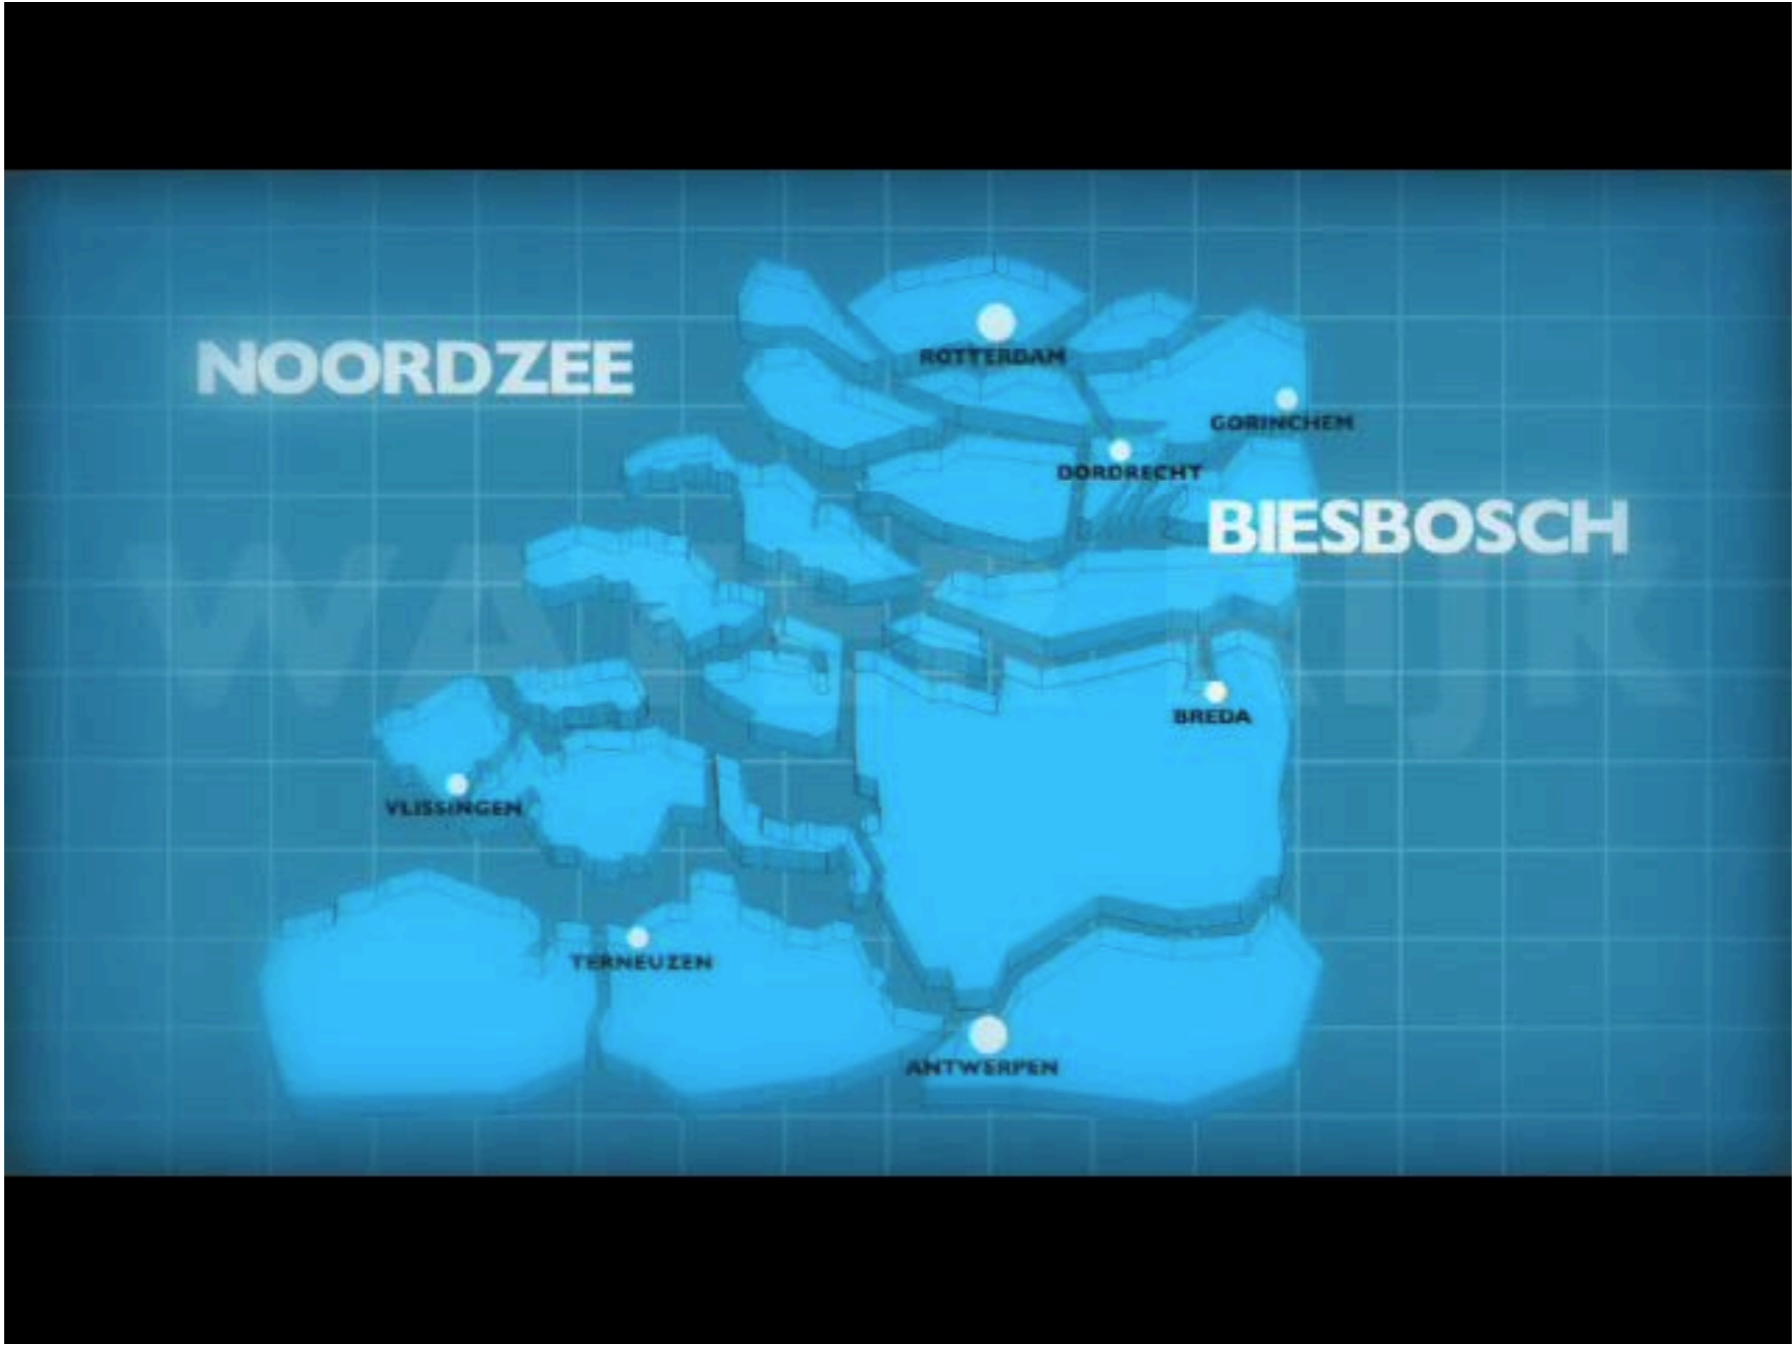 ROTTERDAM
NOORDZEE
GORINCHEM
DORDRECHT
BIESBOSCH
BREDA
VLISSINGEN
TERNEUZEN
ANTWERPEN